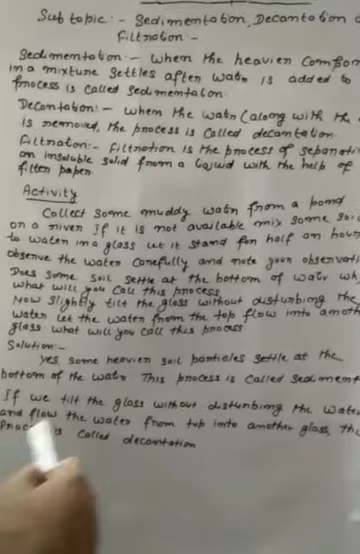 Sub topic:- Sedimentation, Decantation
Filtration:-
Sedimentation:- When the heavier
in a mixture settles after water is added to
process is called sedimentation
Decantation:- When the water (along with the
is removed, the process is called decantation
Filtration:- Filtration is the process of
an insoluble solid from a liquid with the help of
filter paper.
Activity
Collect some muddy water from a pond
on a river If it is not available mix some
to water in a glass let it stand for half an hour
observe the water carefully and note your
Does some soil settle at the bottom of water
what will you call this process
Now slightly tilt the glass without disturbing the
water let the water from the top flow into
glass what will you call this process
Solution:-
Yes, some heavier soil particles settle at the
bottom of the water This process is called
If we tilt the glass without disturbing the
and flow the water from top into another glass,
is called decantation